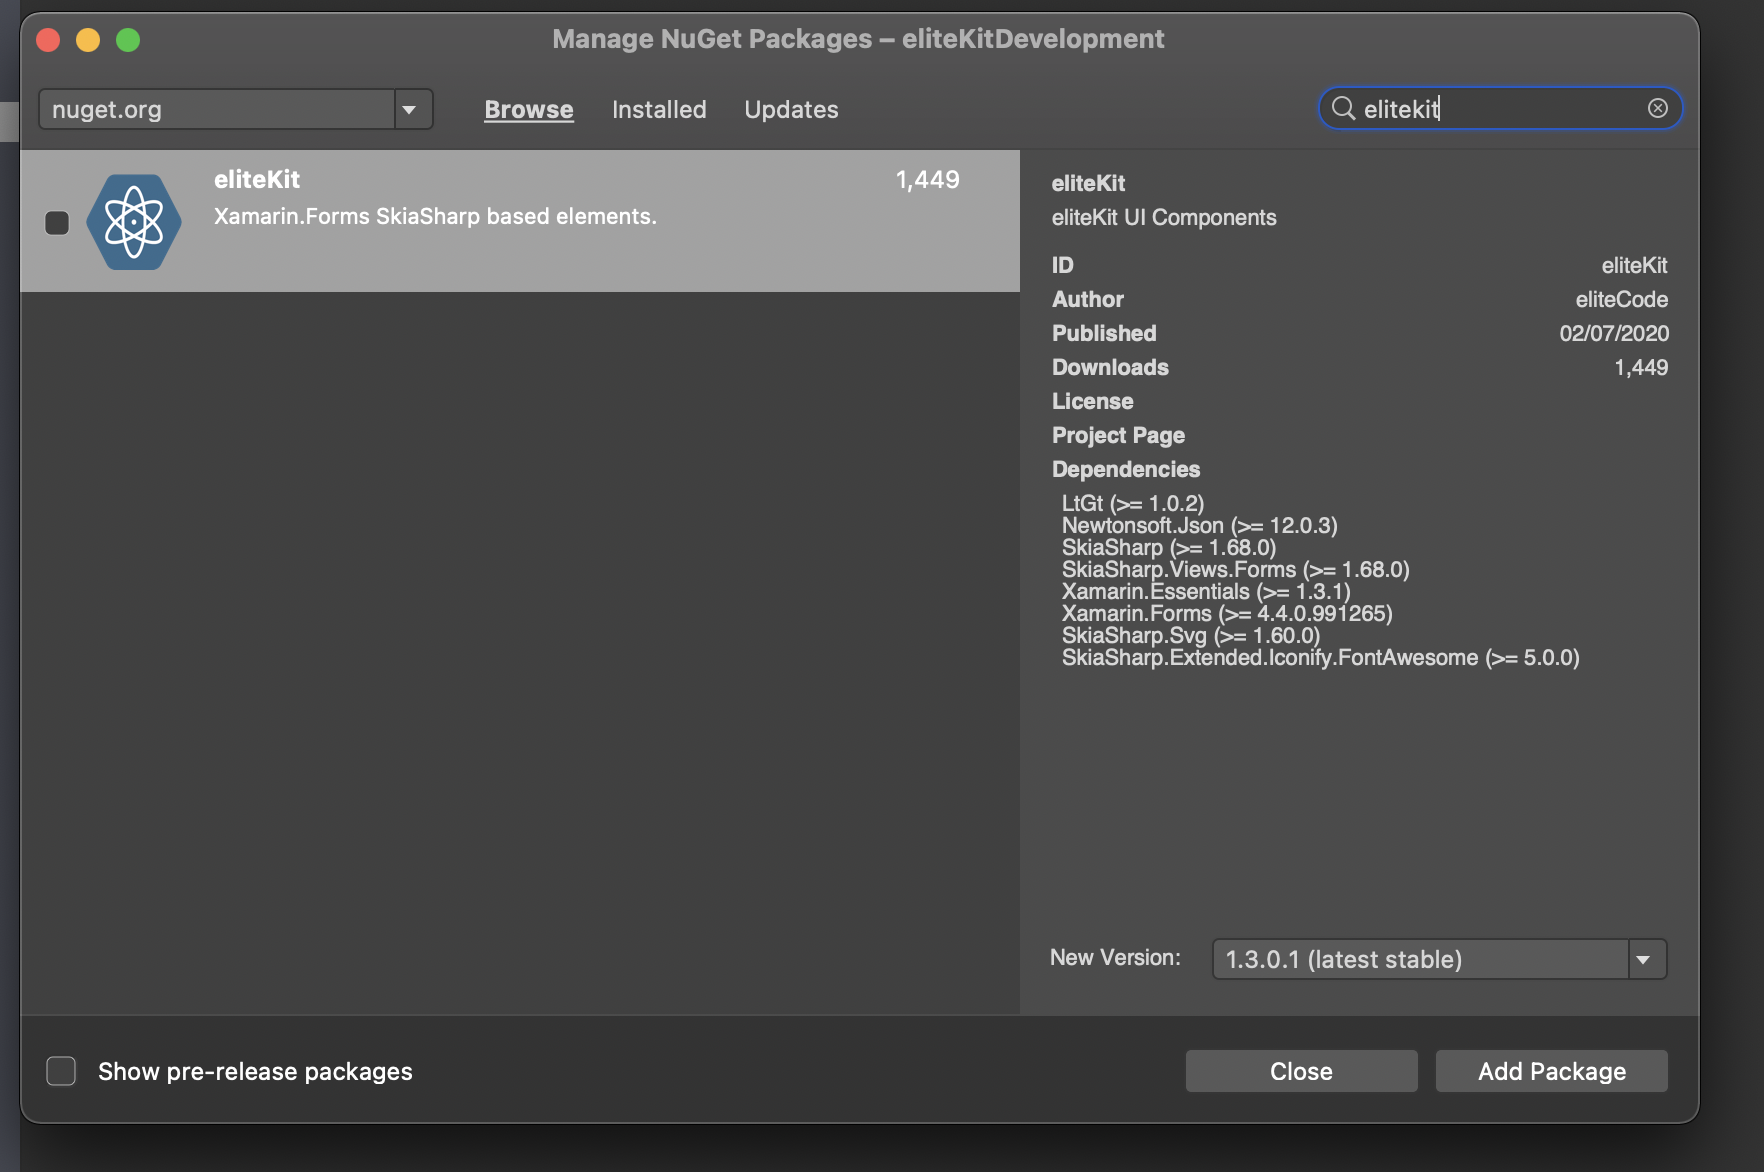 Manage NuGet Packages – eliteKitDevelopment
nuget.org
Browse
Installed
Updates
elitekit
eliteKit
1,449
Xamarin.Forms SkiaSharp based elements.
eliteKit
eliteKit UI Components
ID eliteKit
Author eliteCode
Published 02/07/2020
Downloads 1,449
License
Project Page
Dependencies
LtGt (>= 1.0.2)
Newtonsoft.Json (>= 12.0.3)
SkiaSharp (>= 1.68.0)
SkiaSharp.Views.Forms (>= 1.68.0)
Xamarin.Essentials (>= 1.3.1)
Xamarin.Forms (>= 4.4.0.991265)
SkiaSharp.Svg (>= 1.60.0)
SkiaSharp.Extended.Iconify.FontAwesome (>= 5.0.0)
New Version: 1.3.0.1 (latest stable)
Show pre-release packages
Close
Add Package